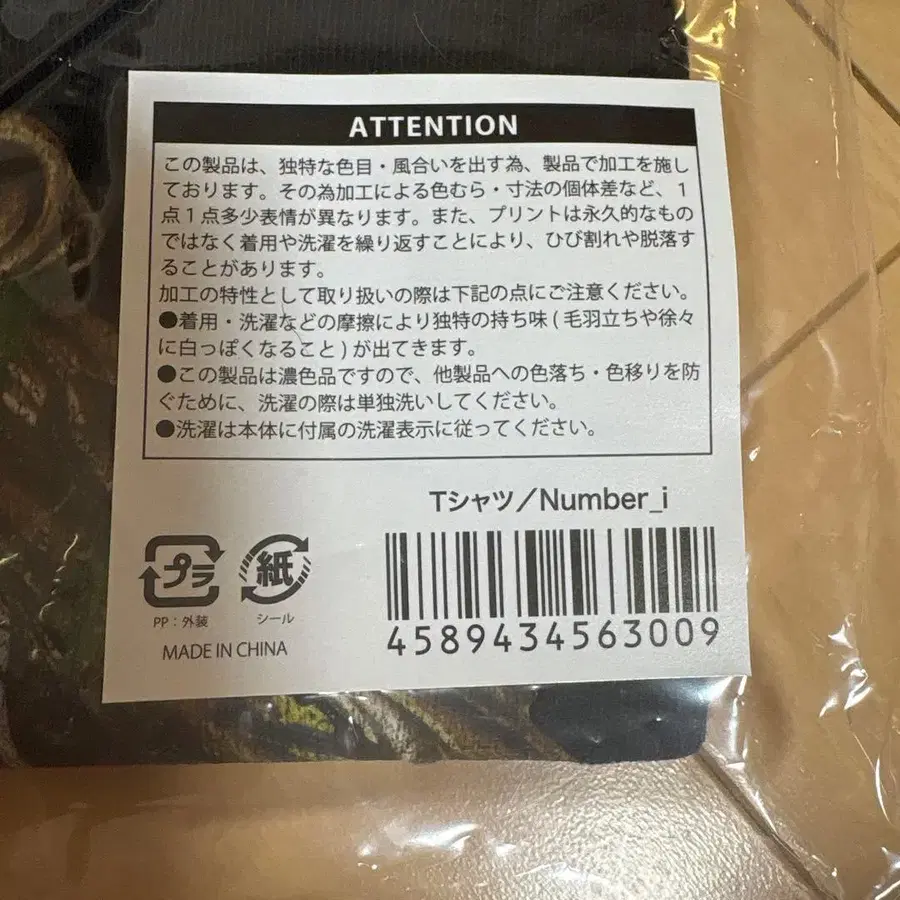 ATTENTION
この製品は、独特な色目・風合いを出す為、製品で加工を施し
ております。その為加工による色むら・寸法の個体差など、1
点1点多少表情が異なります。また、プリントは永久的なもの
ではなく着用や洗濯を繰り返すことにより、ひび割れや脱落す
ることがあります。
加工の特性として取り扱いの際は下記の点にご注意ください。
●着用・洗濯などの摩擦により独特の持ち味(毛羽立ちや徐々
に白っぽくなること)が出てきます。
●この製品は濃色品ですので、他製品への色落ち・色移りを防
ぐために、洗濯の際は単独洗いしてください。
●洗濯は本体に付属の洗濯表示に従ってください。
Tシャツ／Number_i
プラ
紙
PP：外装
シール
MADE IN CHINA
4589434563009